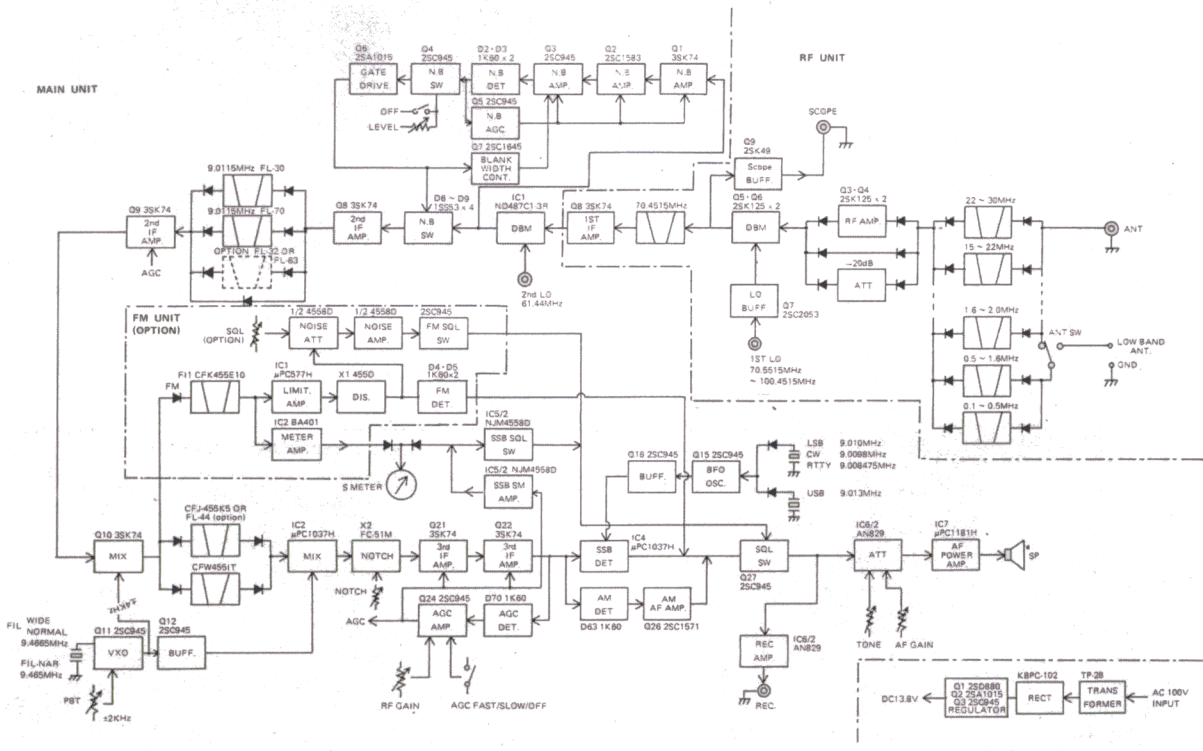 MAIN UNIT
RF UNIT
Q6
2SA1015
GATE
DRIVE.
Q4
2SC945
N.B
SW
D2-D3
1K60 x 2
N.B
DET
Q3
2SC945
N.B
AMP.
Q2
2SC1583
N.B
AMP.
Q1
3SK74
N.B
AMP.
OFF
LEVEL
Q5 2SC945
N.B
AGC
Q7 2SC1645
BLANK
WIDTH
CONT.
SCOPE
Q9
2SK49
Scope
BUFF.
9.0115MHz FL-30
9.0115MHz FL-70
OPTION FL-32 OR
FL-63
Q9 3SK74
2nd
IF
AMP.
AGC
Q8 3SK74
2nd
IF
AMP.
D6 ~ D9
1SS53 x 4
N.B
SW
IC1
ND487C1-3R
DBM
2nd LO
61.44MHz
Q8 3SK74
1ST
IF
AMP.
70.4515MHz
Q5-Q6
2SK125 x 2
DBM
LO
BUFF
Q7
2SC2053
1ST LO
70.5515MHz
~ 100.4515MHz
Q3-Q4
2SK125 x 2
RF AMP.
-20dB
ATT
22 ~ 30MHz
15 ~ 22MHz
1.6 ~ 2.0MHz
0.5 ~ 1.6MHz
0.1 ~ 0.5MHz
ANT
ANT SW
LOW BAND
ANT.
GND.
FM UNIT
(OPTION)
SQL
(OPTION)
1/2 4558D
NOISE
ATT
1/2 4558D
NOISE
AMP.
2SC945
FM SQL
SW
FI1 CFK455E10
FM
IC1
μPC577H
LIMIT.
AMP
X1 455D
DIS.
D4-D5
1K60x2
FM
DET.
IC2 BA401
METER
AMP.
S METER
IC5/2
NJM4558D
SSB SQL
SW
IC5/2 NJM4558D
SSB SM
AMP.
Q16 2SC945
BUFF.
Q15 2SC945
BFO
OSC.
LSB 9.010MHz
CW 9.0098MHz
RTTY 9.008475MHz
USB 9.013MHz
CFJ-455K5 OR
FL-44 (option)
CFW455IT
Q10 3SK74
MIX
IC2
μPC1037H
MIX
X2
FC-51M
NOTCH
NOTCH
Q21
3SK74
3rd
IF
AMP.
Q22
3SK74
3rd
IF
AMP.
SSB
DET
IC4
μPC1037H
SQL
SW
Q27
2SC945
IC6/2
AN829
ATT
IC7
μPC1181H
AF
POWER
AMP.
SP
±4KHz
FIL WIDE
NORMAL
9.4665MHz
FIL-NAR
9.465MHz
Q11 2SC945
VXO
Q12
2SC945
BUFF.
PBT
±2KHz
AGC
Q24 2SC945
AGC
AMP
D70 1K60
AGC
DET.
RF GAIN
AGC FAST/SLOW/OFF
AM
DET
D63 1K60
AM
AF AMP.
Q26 2SC1571
REC
AMP.
IC6/2
AN829
REC.
TONE
AF GAIN
DC13.8V
Q1 2SD880
Q2 2SA1015
Q3 2SC945
REGULATOR
KBPC-102
RECT
TP-28
TRANS
FORMER
AC 100V
INPUT